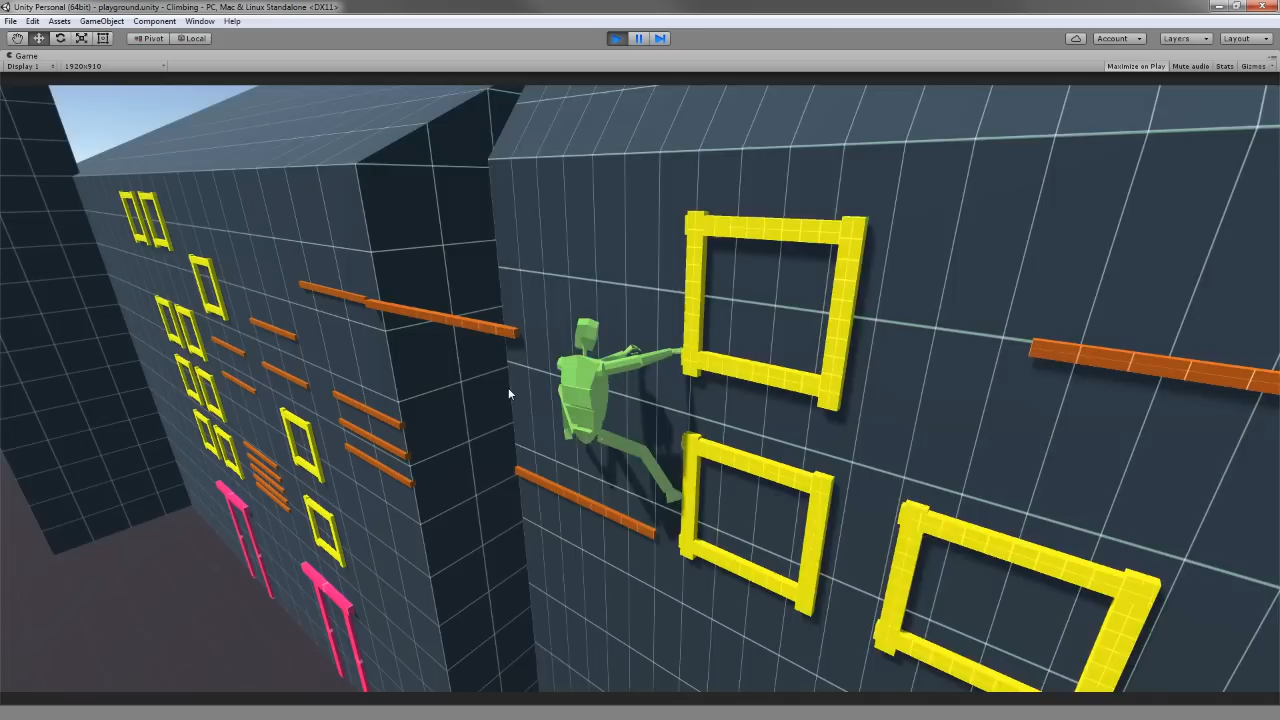 Unity Personal (64bit) - playground.unity - Climbing - PC, Mac & Linux Standalone <DX11>
File Edit Assets GameObject Component Window Help
Pivot Local Account Layers Layout
Game
Display 1 1920x910 Maximize on Play Mute audio Stats Gizmos